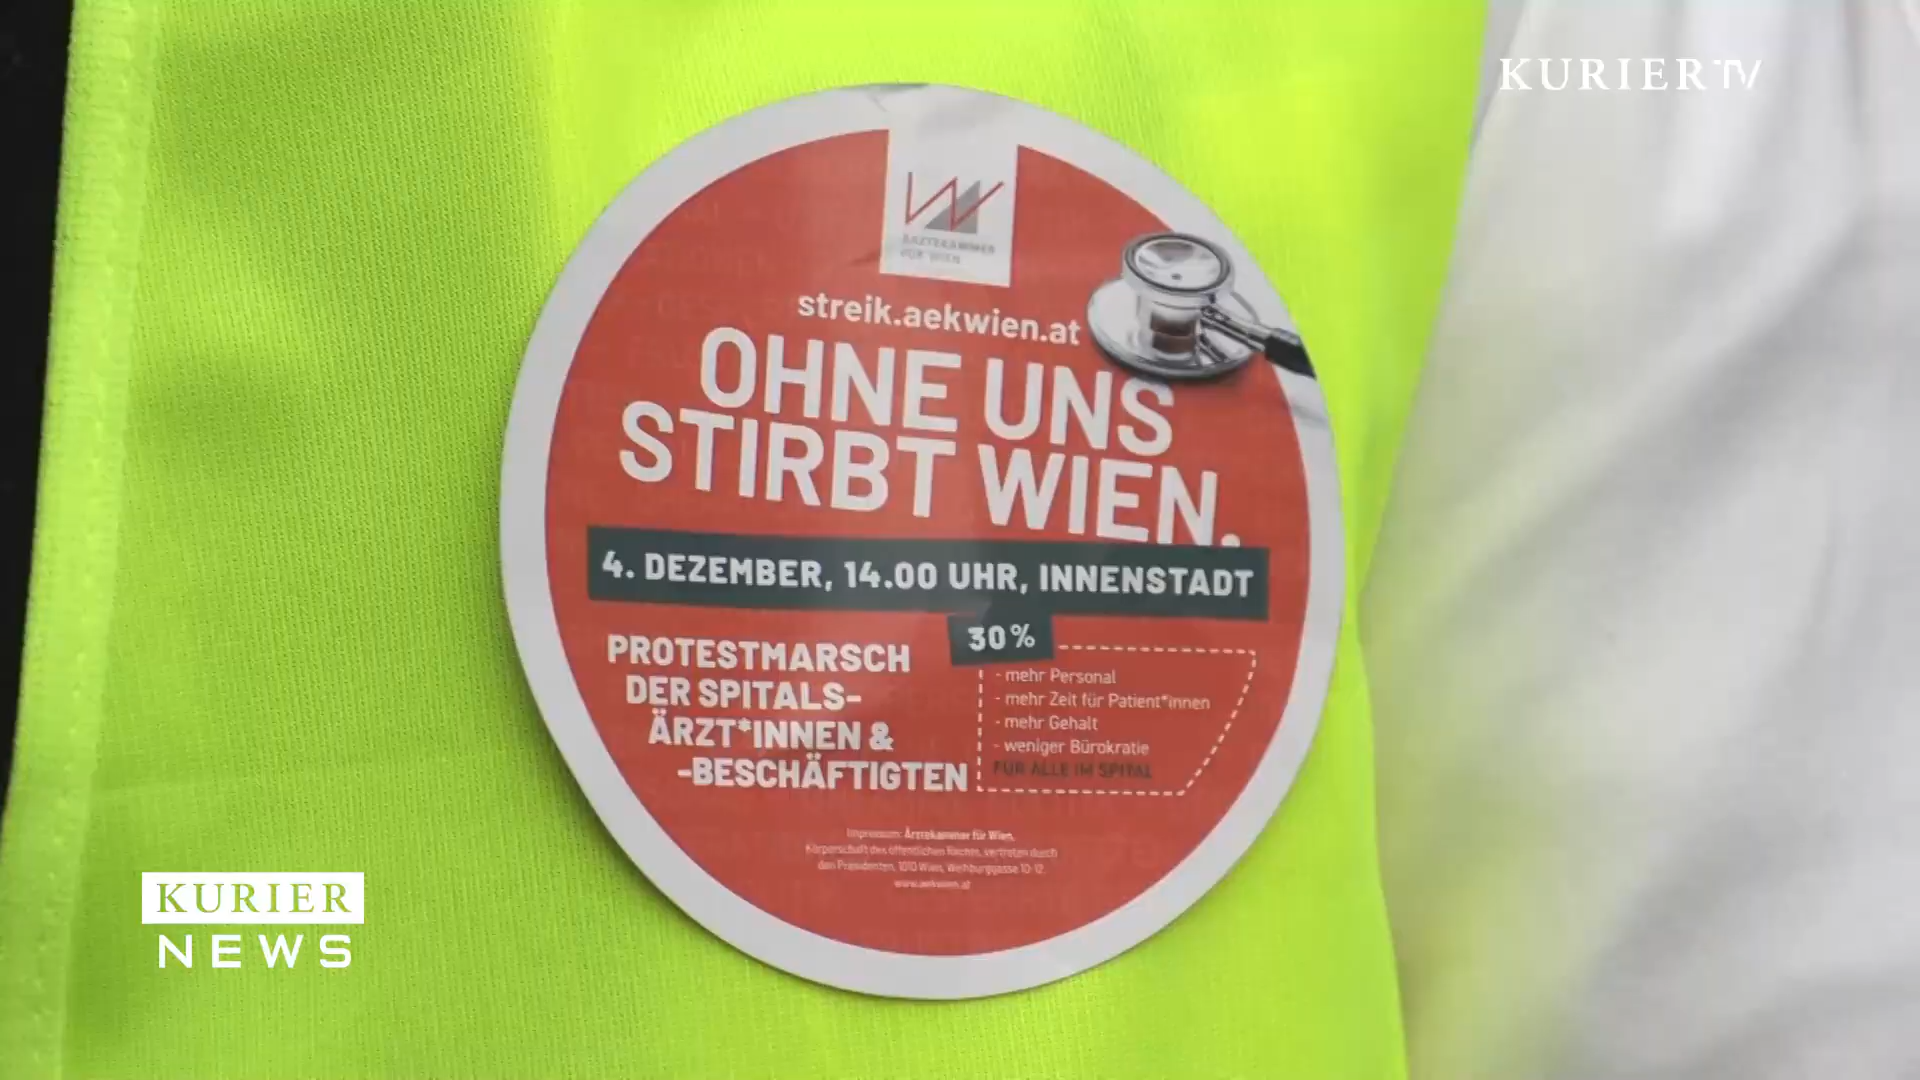 KURIER TV
ÄRZTEKAMMER
FÜR WIEN
streik.aekwien.at
OHNE UNS
STIRBT WIEN.
4. DEZEMBER, 14.00 UHR, INNENSTADT
PROTESTMARSCH
DER SPITALS-
ÄRZT*INNEN &
-BESCHÄFTIGTEN
30%
- mehr Personal
- mehr Zeit für Patient*innen
- mehr Gehalt
- weniger Bürokratie
FÜR ALLE IM SPITAL
Impressum: Ärztekammer für Wien,
Körperschaft des öffentlichen Rechts, vertreten durch
den Präsidenten, 1010 Wien, Weihburggasse 10-12,
www.aekwien.at
KURIER
NEWS